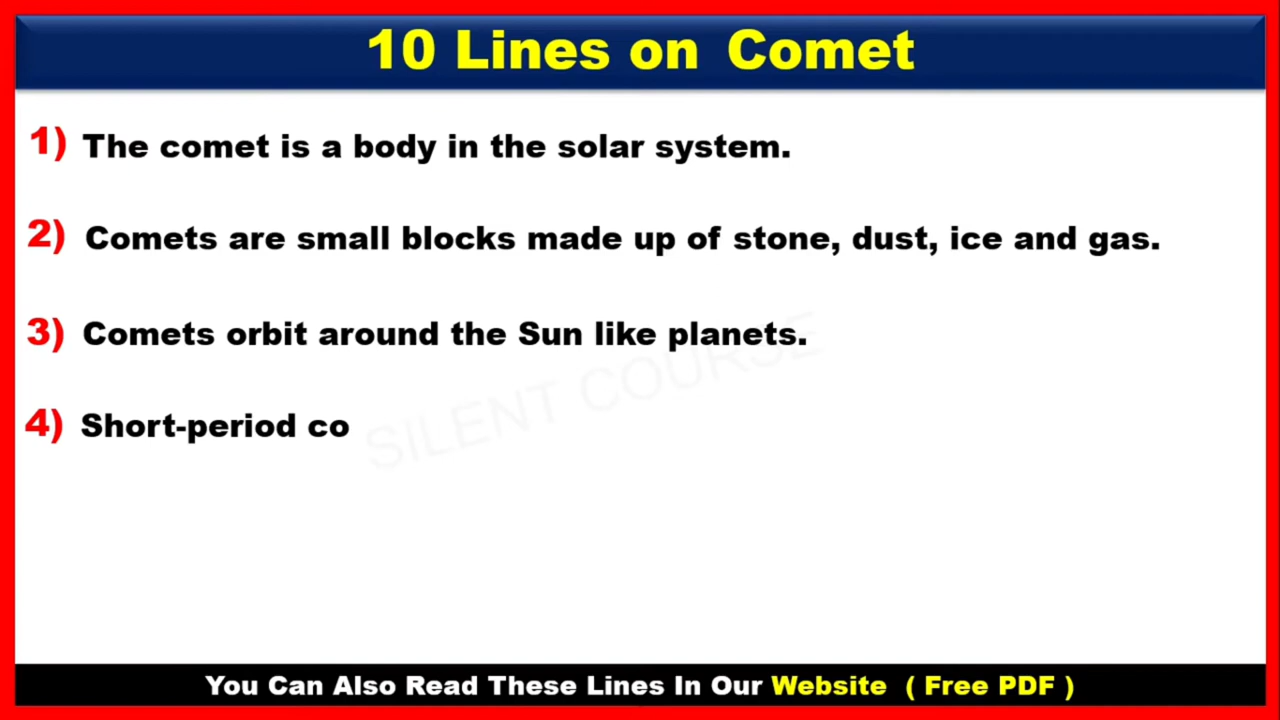 10 Lines on Comet
1) The comet is a body in the solar system.
2) Comets are small blocks made up of stone, dust, ice and gas.
3) Comets orbit around the Sun like planets.
4) Short-period co
SILENT COURSE
You Can Also Read These Lines In Our Website ( Free PDF )